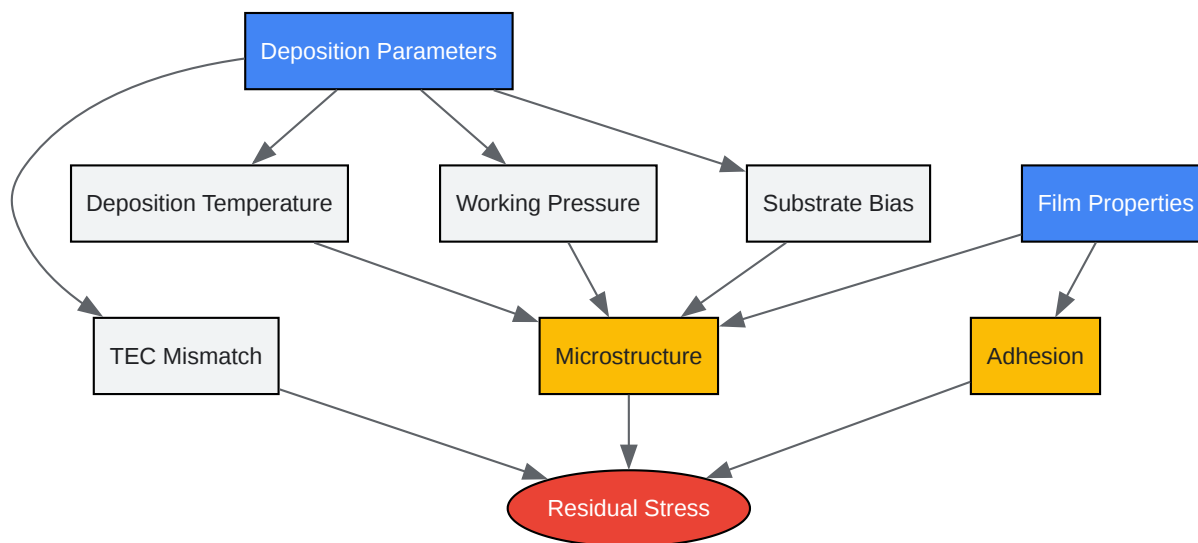 Deposition Parameters
Deposition Temperature
Working Pressure
Substrate Bias
Film Properties
TEC Mismatch
Microstructure
Adhesion
Residual Stress